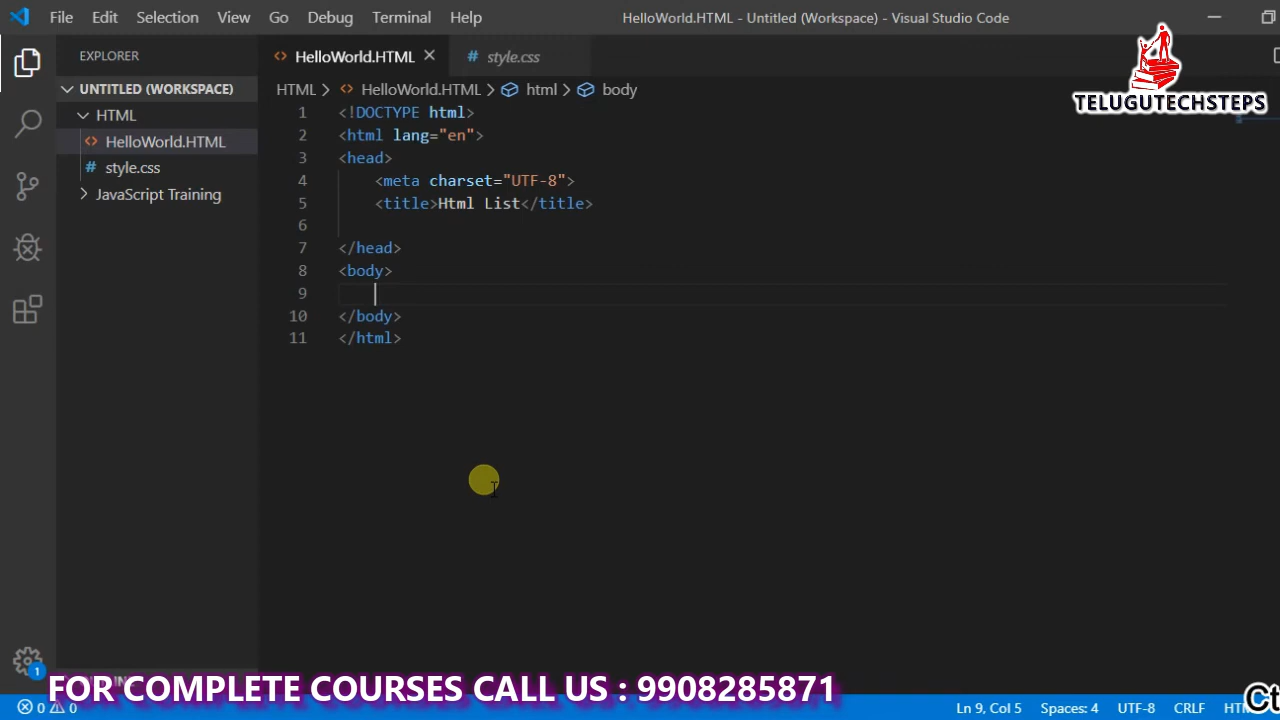 File Edit Selection View Go Debug Terminal Help
HelloWorld.HTML - Untitled (Workspace) - Visual Studio Code
TELUGUTECHSTEPS
EXPLORER
UNTITLED (WORKSPACE)
HTML
HelloWorld.HTML
style.css
JavaScript Training
HelloWorld.HTML
style.css
HTML > HelloWorld.HTML > html > body
1 <!DOCTYPE html>
2 <html lang="en">
3 <head>
4 <meta charset="UTF-8">
5 <title>Html List</title>
6
7 </head>
8 <body>
9
10 </body>
11 </html>
1
FOR COMPLETE COURSES CALL US : 9908285871
0 0
Ln 9, Col 5 Spaces: 4 UTF-8 CRLF
Ct